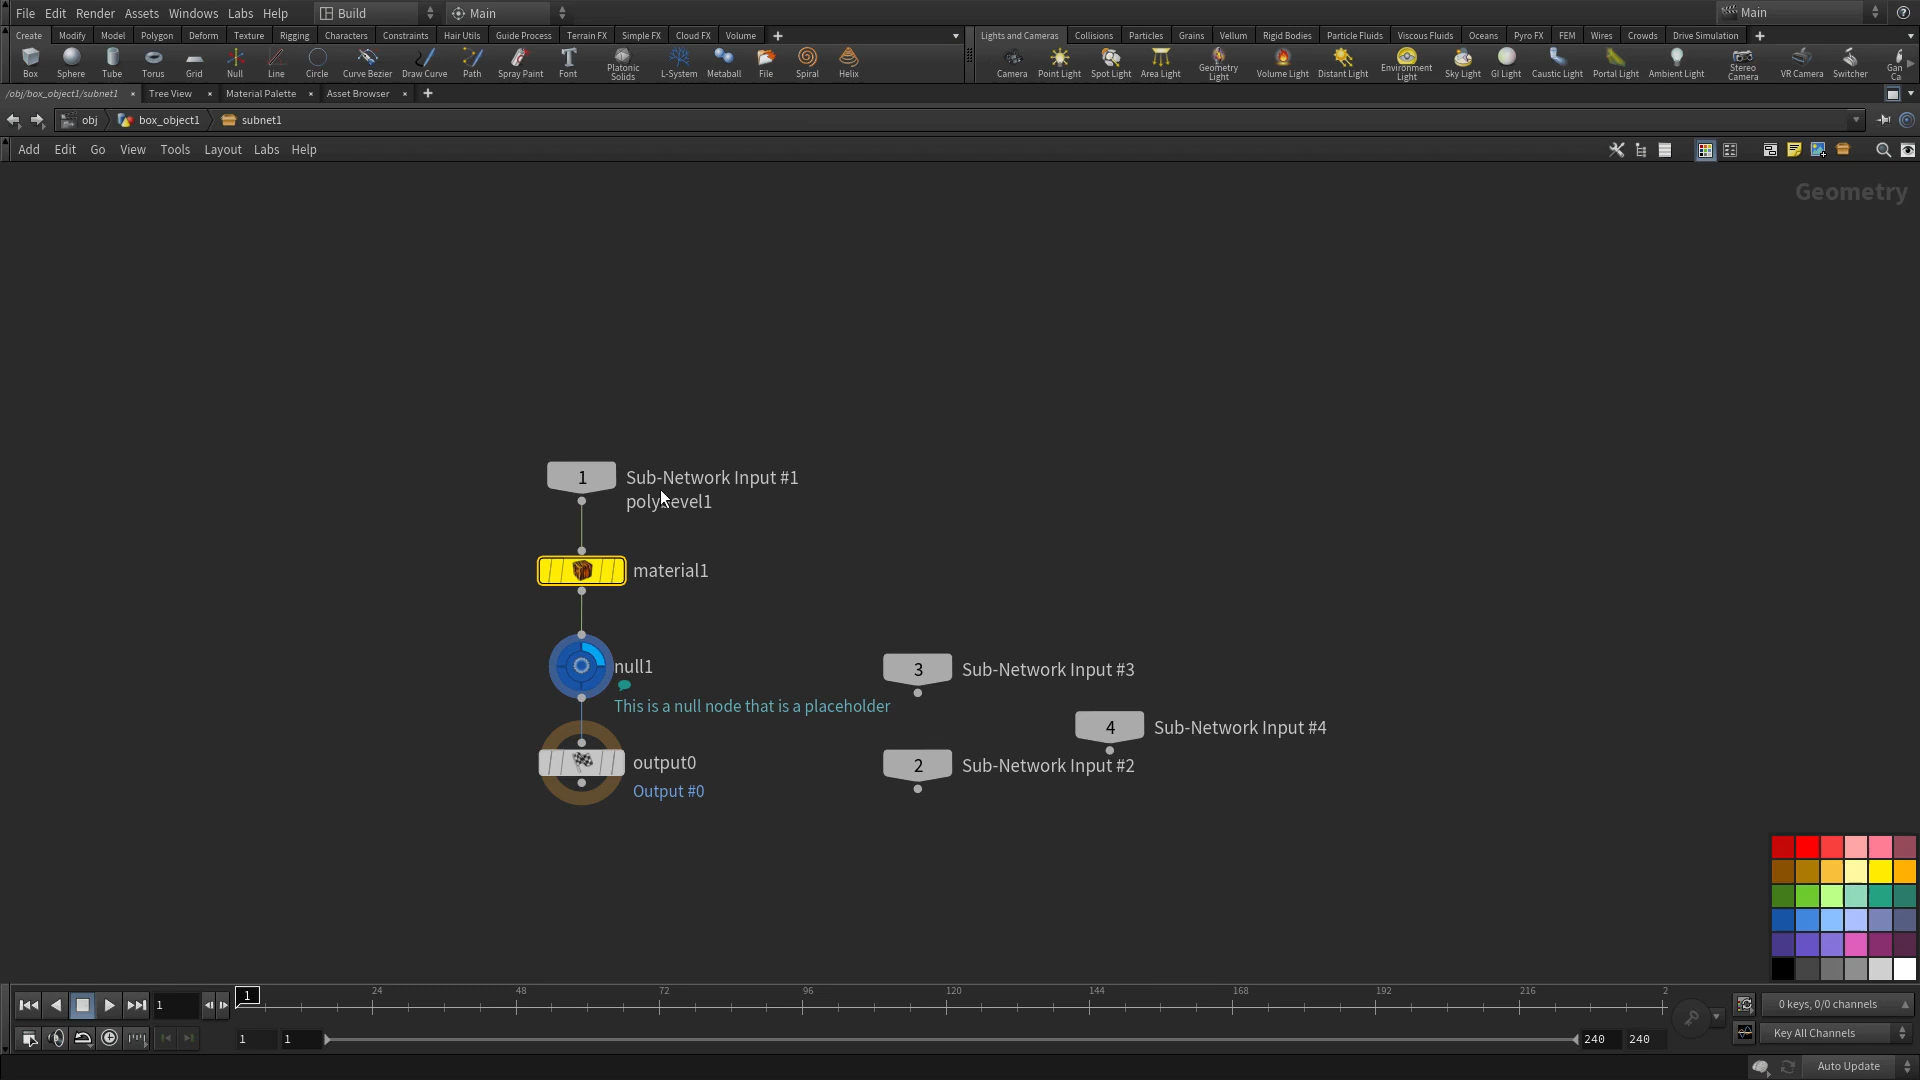 File Edit Render Assets Windows Labs Help Build Main Main
Create Modify Model Polygon Deform Texture Rigging Characters Constraints Hair Utils Guide Process Terrain FX Simple FX Cloud FX Volume
Lights and Cameras Collisions Particles Grains Vellum Rigid Bodies Particle Fluids Viscous Fluids Oceans Pyro FX FEM Wires Crowds Drive Simulation
Box Sphere Tube Torus Grid Null Line Circle Curve Bezier Draw Curve Path Spray Paint Font Platonic Solids L-System Metaball File Spiral Helix
Camera Point Light Spot Light Area Light Geometry Light Volume Light Distant Light Environment Light Sky Light GI Light Caustic Light Portal Light Ambient Light Stereo Camera VR Camera Switcher Gan Ca
/obj/box_object1/subnet1 Tree View Material Palette Asset Browser
obj box_object1 subnet1
Add Edit Go View Tools Layout Labs Help
Geometry
1 Sub-Network Input #1
material1
null1
This is a null node that is a placeholder
3 Sub-Network Input #3
4 Sub-Network Input #4
output0
Output #0
2 Sub-Network Input #2
1 1 24 48 72 96 120 144 168 192 216 2
0 keys, 0/0 channels
1 1 240 240
Key All Channels
Auto Update